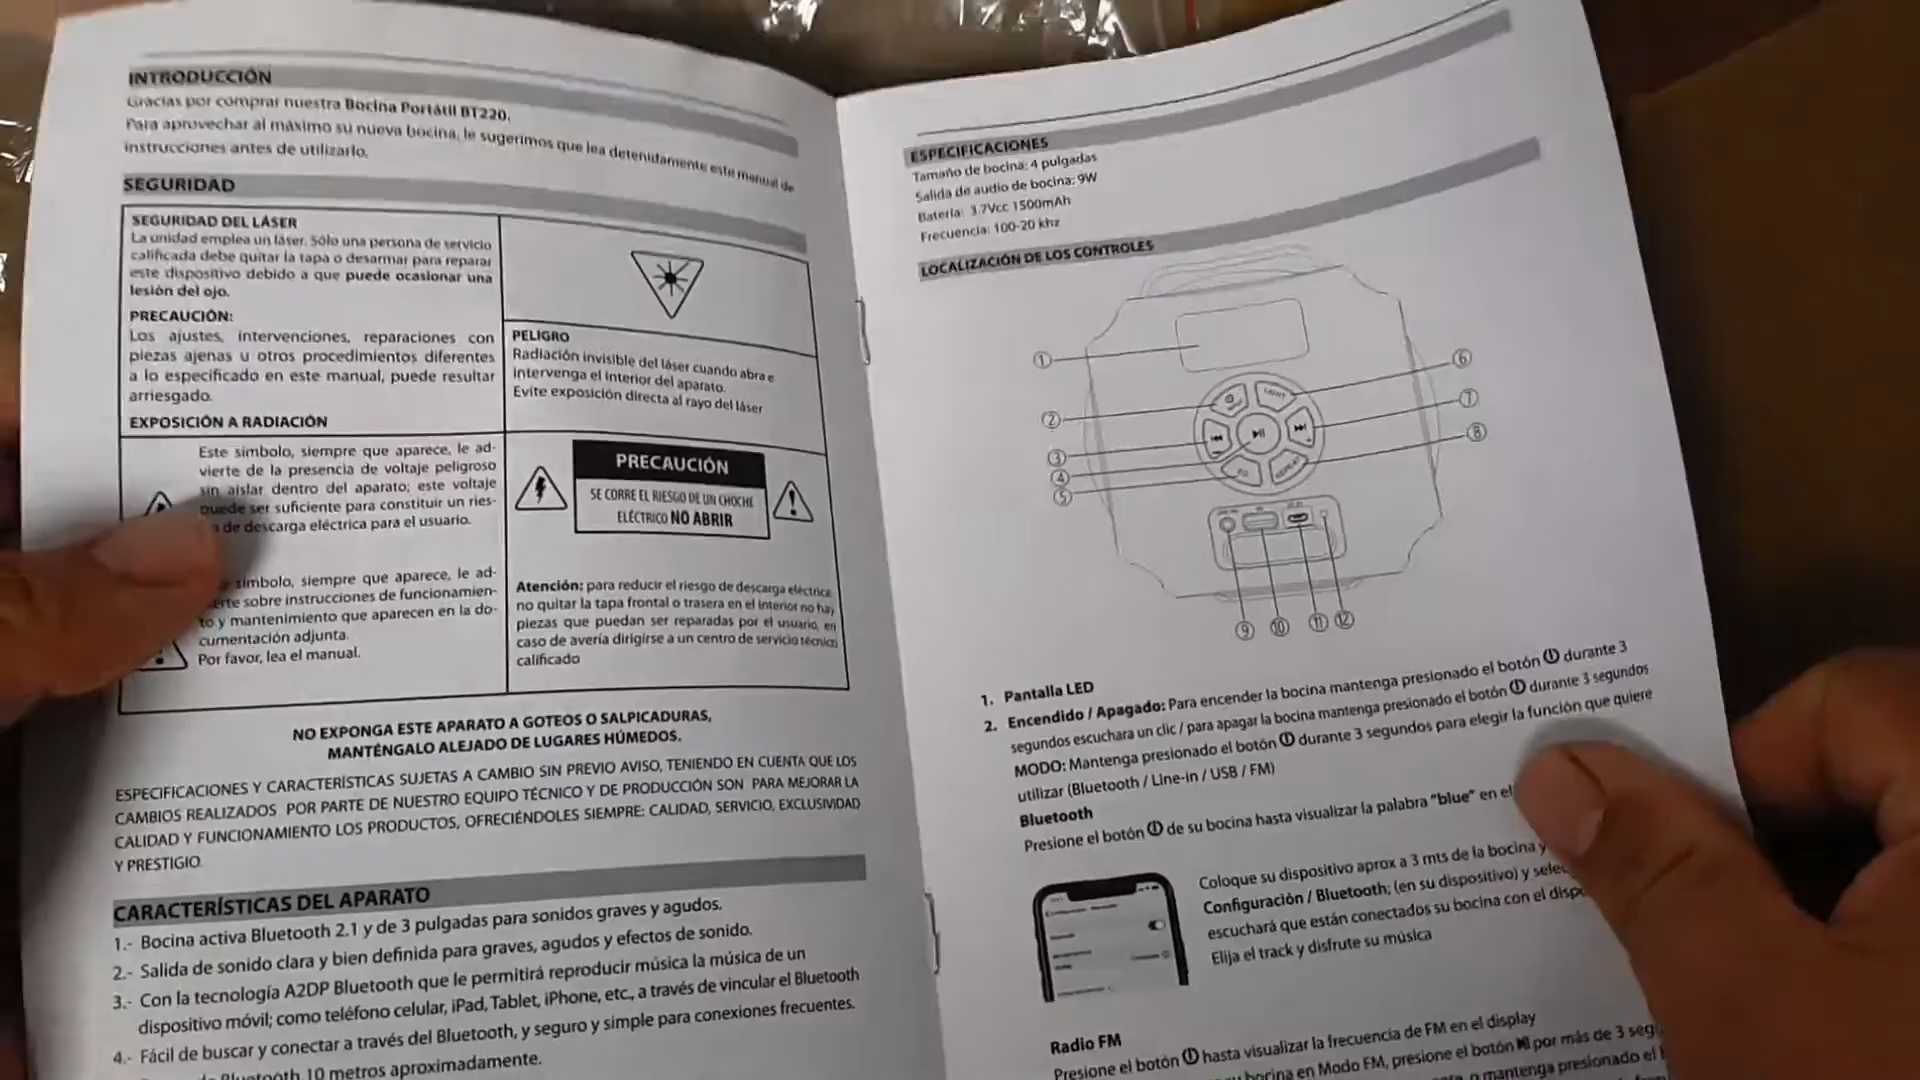 INTRODUCCIÓN
Gracias por comprar nuestra Bocina Portátil BT220.
Para aprovechar al máximo su nueva bocina, le sugerimos que lea detenidamente este manual de
instrucciones antes de utilizarlo.
SEGURIDAD
SEGURIDAD DEL LÁSER
La unidad emplea un láser. Sólo una persona de servicio
calificada debe quitar la tapa o desarmar para reparar
este dispositivo debido a que puede ocasionar una
lesión del ojo.
PRECAUCIÓN:
Los ajustes, intervenciones, reparaciones con
piezas ajenas u otros procedimientos diferentes
a lo especificado en este manual, puede resultar
arriesgado.
EXPOSICIÓN A RADIACIÓN
PELIGRO
Radiación invisible del láser cuando abra e
intervenga el interior del aparato.
Evite exposición directa al rayo del láser
Este símbolo, siempre que aparece, le ad-
vierte de la presencia de voltaje peligroso
sin aislar dentro del aparato; este voltaje
puede ser suficiente para constituir un ries-
de descarga eléctrica para el usuario.
símbolo, siempre que aparece, le ad-
sobre instrucciones de funcionamien-
to y mantenimiento que aparecen en la do-
cumentación adjunta.
Por favor, lea el manual.
PRECAUCIÓN
SE CORRE EL RIESGO DE UN CHOCHE
ELÉCTRICO NO ABRIR
Atención: para reducir el riesgo de descarga eléctrica
no quitar la tapa frontal o trasera en el interior no hay
piezas que puedan ser reparadas por el usuario, en
caso de avería dirigirse a un centro de servicio técnico
calificado
NO EXPONGA ESTE APARATO A GOTEOS O SALPICADURAS,
MANTÉNGALO ALEJADO DE LUGARES HÚMEDOS.
ESPECIFICACIONES Y CARACTERÍSTICAS SUJETAS A CAMBIO SIN PREVIO AVISO, TENIENDO EN CUENTA QUE LOS
CAMBIOS REALIZADOS POR PARTE DE NUESTRO EQUIPO TÉCNICO Y DE PRODUCCIÓN SON PARA MEJORAR LA
CALIDAD Y FUNCIONAMIENTO LOS PRODUCTOS, OFRECIÉNDOLES SIEMPRE: CALIDAD, SERVICIO, EXCLUSIVIDAD
Y PRESTIGIO.
CARACTERÍSTICAS DEL APARATO
1.- Bocina activa Bluetooth 2.1 y de 3 pulgadas para sonidos graves y agudos.
2.- Salida de sonido clara y bien definida para graves, agudos y efectos de sonido.
3.- Con la tecnología A2DP Bluetooth que le permitirá reproducir música la música de un
dispositivo móvil; como teléfono celular, iPad, Tablet, iPhone, etc., a través de vincular el Bluetooth
4.- Fácil de buscar y conectar a través del Bluetooth, y seguro y simple para conexiones frecuentes.
Bluetooth 10 metros aproximadamente.
ESPECIFICACIONES
Tamaño de bocina: 4 pulgadas
Salida de audio de bocina: 9W
Batería: 3.7Vcc 1500mAh
Frecuencia: 100-20 khz
LOCALIZACIÓN DE LOS CONTROLES
① ② ③ ④ ⑤ ⑥ ⑦ ⑧
LIGHT
EQ
REPEAT
⑨ ⑩ ⑪ ⑫
1. Pantalla LED
2. Encendido / Apagado: Para encender la bocina mantenga presionado el botón durante 3
segundos escuchara un clic / para apagar la bocina mantenga presionado el botón durante 3 segundos
MODO: Mantenga presionado el botón durante 3 segundos para elegir la función que quiere
utilizar (Bluetooth / Line-in / USB / FM)
Bluetooth
Presione el botón de su bocina hasta visualizar la palabra "blue" en el
Coloque su dispositivo aprox a 3 mts de la bocina y
Configuración / Bluetooth; (en su dispositivo) y
escuchará que están conectados su bocina con el
Elija el track y disfrute su música
Radio FM
Presione el botón hasta visualizar la frecuencia de FM en el display
bocina en Modo FM, presione el botón por más de 3
o mantenga presionado el